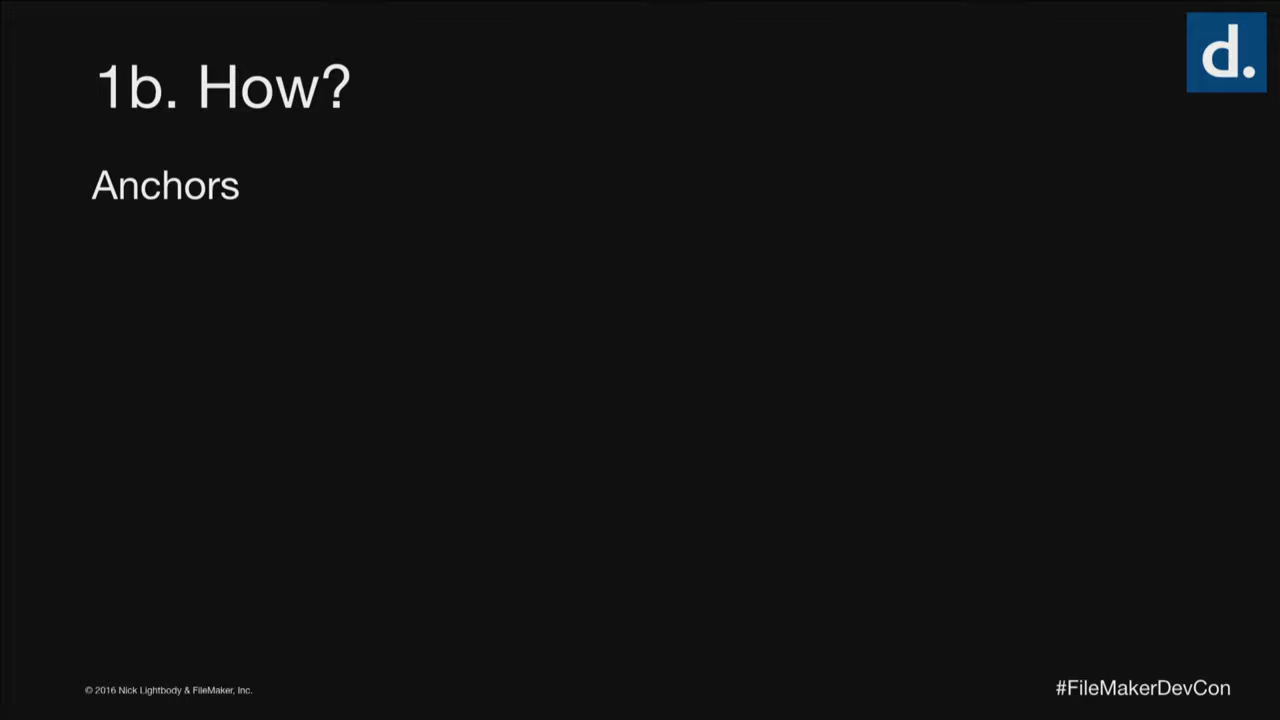 d.
1b. How?
Anchors
© 2016 Nick Lightbody & FileMaker, Inc.
#FileMakerDevCon